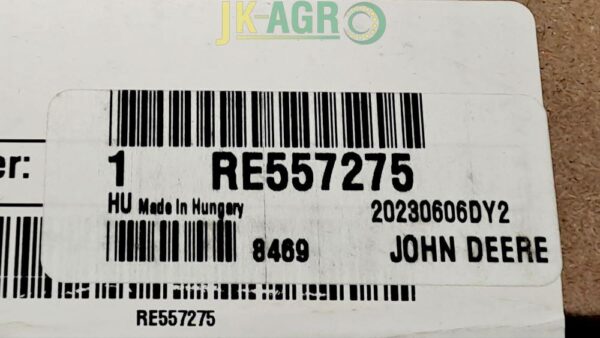 JK-AGRO
er:
1 RE557275
HU Made In Hungary 20230606DY2
8469 JOHN DEERE
RE557275